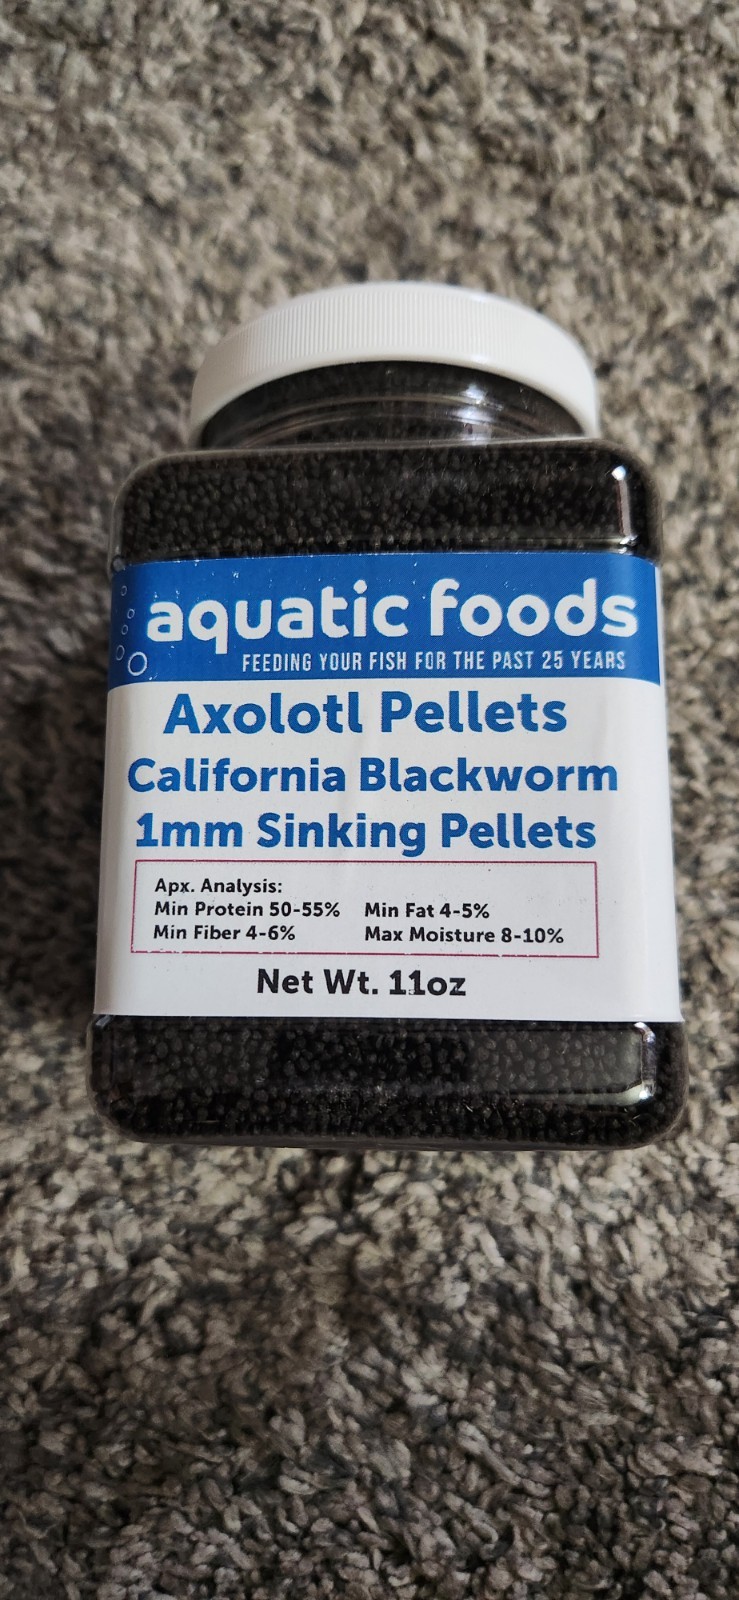 aquatic foods
FEEDING YOUR FISH FOR THE PAST 25 YEARS
Axolotl Pellets
California Blackworm
1mm Sinking Pellets
Apx. Analysis:
Min Protein 50-55% Min Fat 4-5%
Min Fiber 4-6% Max Moisture 8-10%
Net Wt. 11oz